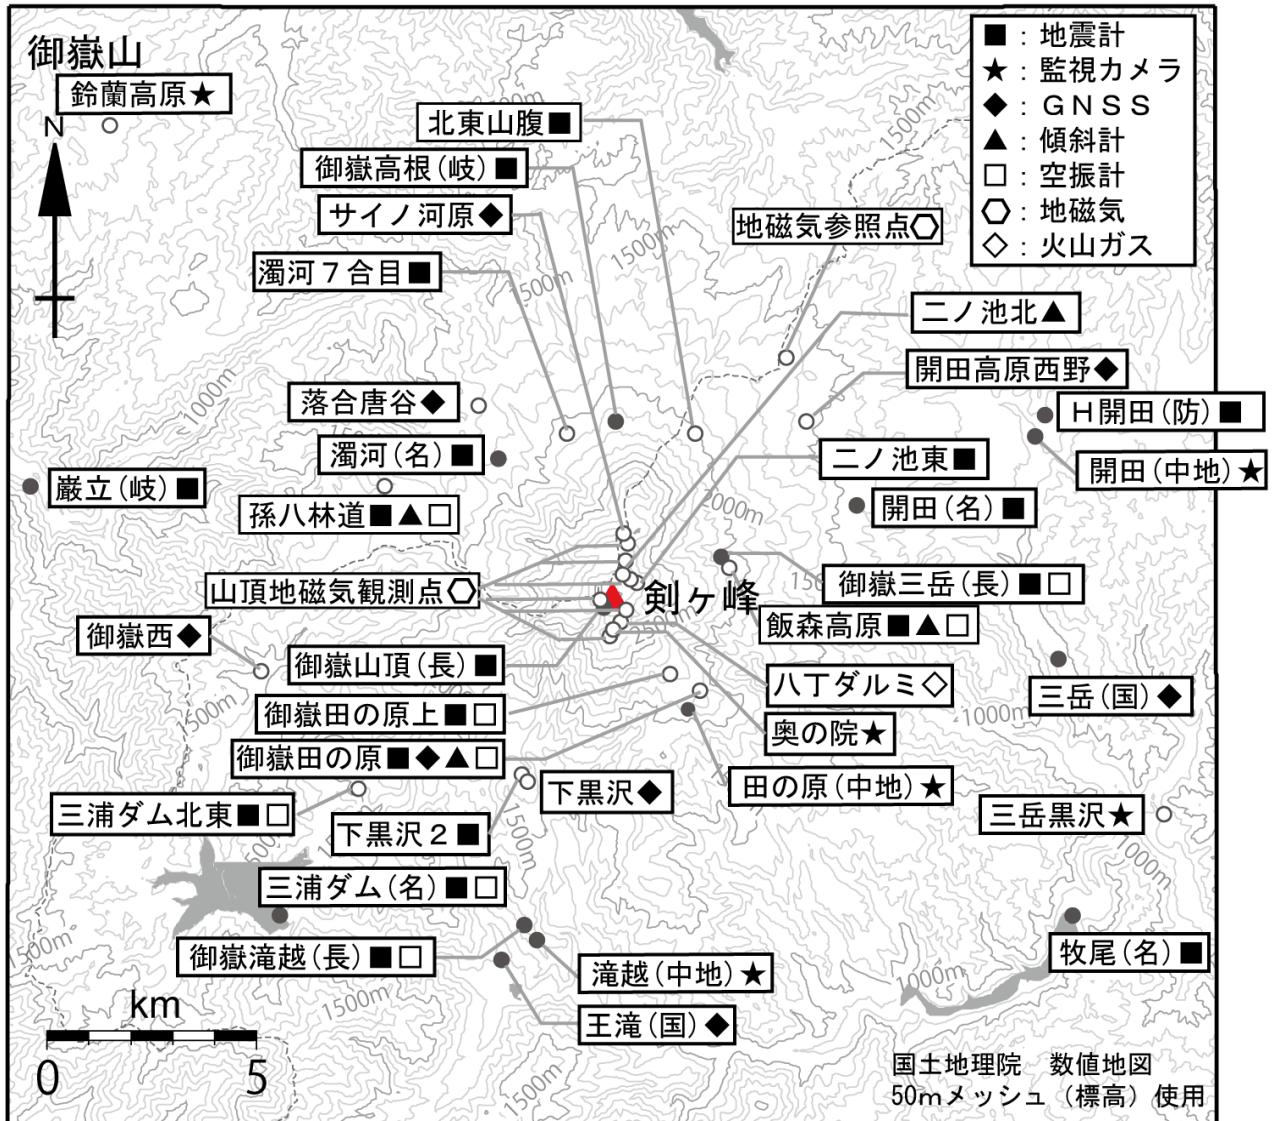 御嶽山
鈴蘭高原★
N
北東山腹■
御嶽高根(岐)■
サイノ河原◆
濁河７合目■
地磁気参照点⬡
■：地震計
★：監視カメラ
◆：ＧＮＳＳ
▲：傾斜計
□：空振計
⬡：地磁気
◇：火山ガス
二ノ池北▲
開田高原西野◆
Ｈ開田(防)■
開田(中地)★
落合唐谷◆
濁河(名)■
巌立(岐)■
孫八林道■▲□
二ノ池東■
開田(名)■
山頂地磁気観測点⬡
剣ヶ峰
御嶽三岳(長)■□
飯森高原■▲□
御嶽西◆
御嶽山頂(長)■
八丁ダルミ◇
三岳(国)◆
御嶽田の原上■□
奥の院★
御嶽田の原■◆▲□
田の原(中地)★
下黒沢◆
三浦ダム北東■□
下黒沢２■
三岳黒沢★
三浦ダム(名)■□
御嶽滝越(長)■□
滝越(中地)★
牧尾(名)■
王滝(国)◆
1500m
1500m
500m
1000m
2000m
1500m
1000m
1000m
1500m
1000m
1500m
1500m
1500m
km
0 5
国土地理院　数値地図
50mメッシュ（標高）使用